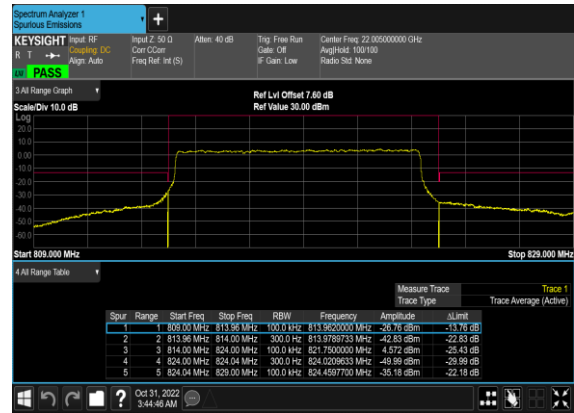 Spectrum Analyzer 1
Spurious Emissions
+
KEYSIGHT Input: RF Input Z: 50 Ω Atten: 40 dB Trig: Free Run Center Freq: 22.005000000 GHz
R T Coupling: DC Corr CCorr Gate: Off Avg|Hold: 100/100
Align: Auto Freq Ref: Int (S) IF Gain: Low Radio Std: None
PASS
3 All Range Graph
Ref Lvl Offset 7.60 dB
Scale/Div 10.0 dB Ref Value 30.00 dBm
Log
20.0
10.0
0.00
-10.0
-20.0
-30.0
-40.0
-50.0
-60.0
Start 809.000 MHz Stop 829.000 MHz
4 All Range Table
Measure Trace Trace 1
Trace Type Trace Average (Active)
Spur Range Start Freq Stop Freq RBW Frequency Amplitude ΔLimit
1 1 809.00 MHz 813.96 MHz 100.0 kHz 813.9620000 MHz -26.76 dBm -13.76 dB
2 2 813.96 MHz 814.00 MHz 300.0 Hz 813.9789733 MHz -42.83 dBm -22.83 dB
3 3 814.00 MHz 824.00 MHz 100.0 kHz 821.7500000 MHz 4.572 dBm -25.43 dB
4 4 824.00 MHz 824.04 MHz 300.0 Hz 824.0209633 MHz -49.99 dBm -29.99 dB
5 5 824.04 MHz 829.00 MHz 100.0 kHz 824.4597700 MHz -35.18 dBm -22.18 dB
? Oct 31, 2022
3:44:46 AM